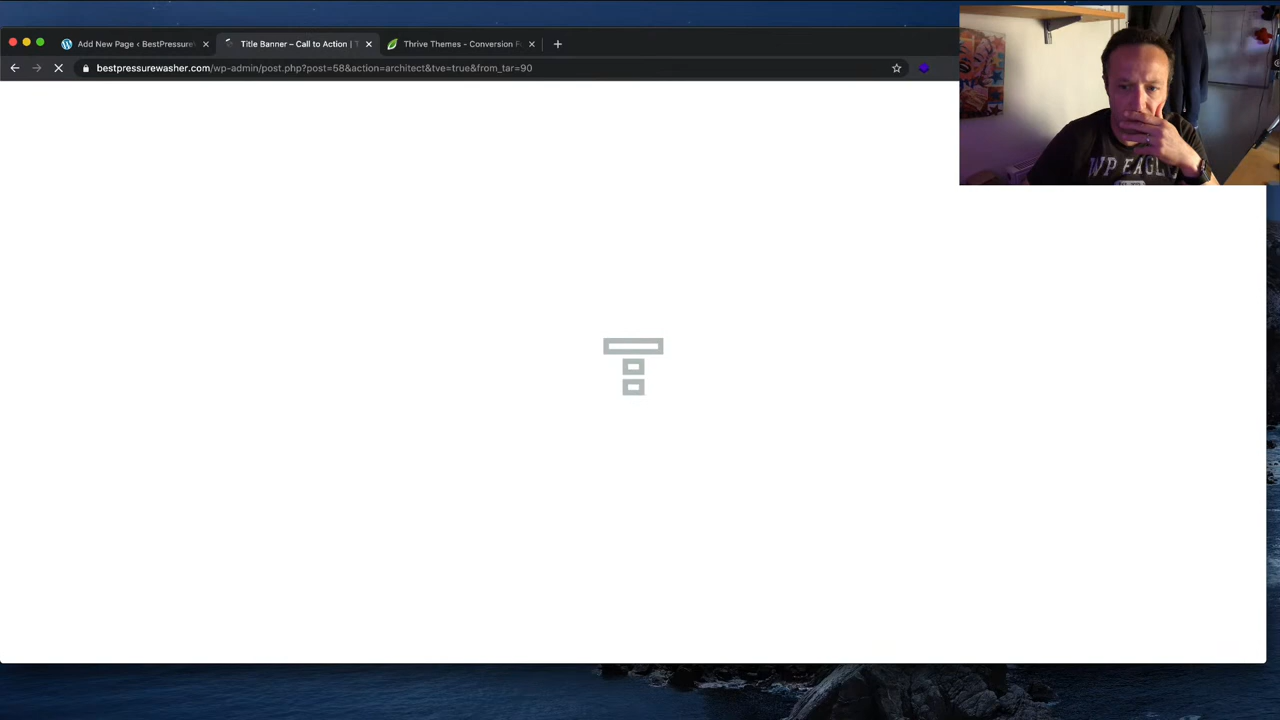 Add New Page ‹ BestPressureW
Title Banner – Call to Action | T
Thrive Themes - Conversion F
bestpressurewasher.com/wp-admin/post.php?post=58&action=architect&tve=true&from_tar=90
WP EAGLE